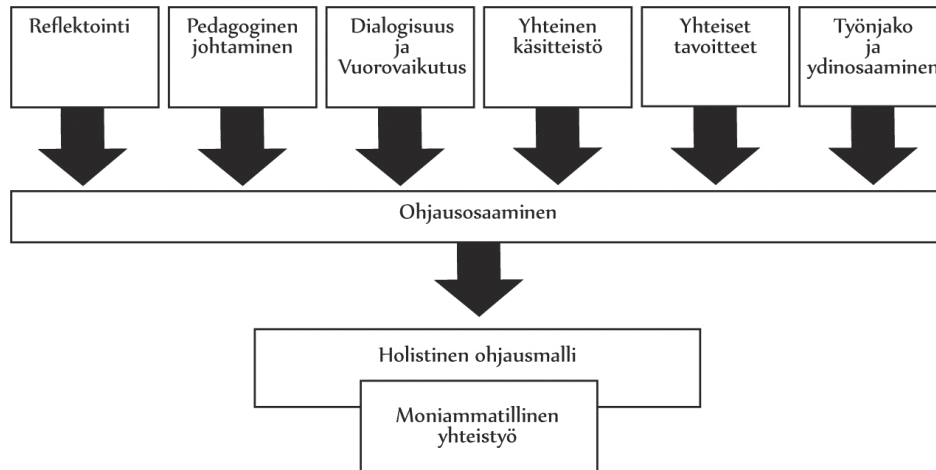 Reflektointi
Pedagoginen
johtaminen
Dialogisuus
ja
Vuorovaikutus
Yhteinen
käsitteistö
Yhteiset
tavoitteet
Työnjako
ja
ydinosaaminen
Ohjausosaaminen
Holistinen ohjausmalli
Moniammatillinen
yhteistyö